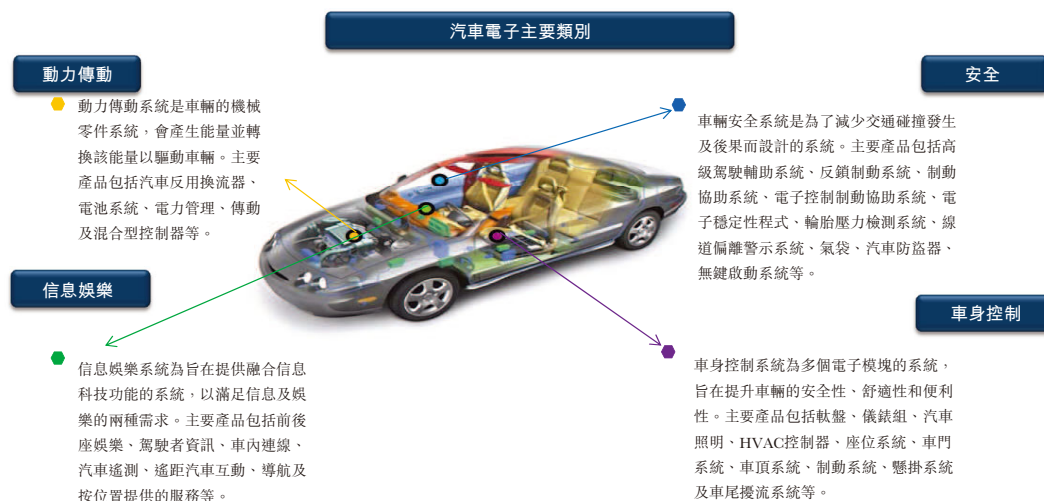 汽車電子主要類別
動力傳動
動力傳動系統是車輛的機械
零件系統，會產生能量並轉
換該能量以驅動車輛。主要
產品包括汽車反用換流器、
電池系統、電力管理、傳動
及混合型控制器等。
安全
車輛安全系統是為了減少交通碰撞發生
及後果而設計的系統。主要產品包括高
級駕駛輔助系統、反鎖制動系統、制動
協助系統、電子控制制動協助系統、電
子穩定性程式、輪胎壓力檢測系統、線
道偏離警示系統、氣袋、汽車防盜器、
無鍵啟動系統等。
信息娛樂
信息娛樂系統為旨在提供融合信息
科技功能的系統，以滿足信息及娛
樂的兩種需求。主要產品包括前後
座娛樂、駕駛者資訊、車內連線、
汽車遙測、遙距汽車互動、導航及
按位置提供的服務等。
車身控制
車身控制系統為多個電子模塊的系統，
旨在提升車輛的安全性、舒適性和便利
性。主要產品包括軚盤、儀錶組、汽車
照明、HVAC控制器、座位系統、車門
系統、車頂系統、制動系統、懸掛系統
及車尾擾流系統等。